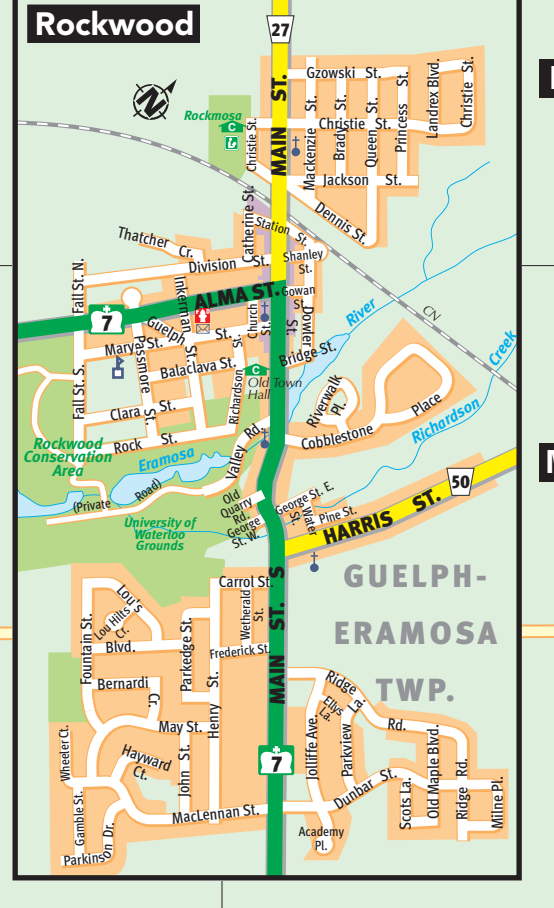 Rockwood
27
Gzowski St.
MAIN ST.
Mackenzie St.
Brady St.
Queen St.
Princess St.
Landrex Blvd.
Christie St.
Rockmosa
C
Christie St.
Christie St.
Jackson St.
Dennis St.
N
Catherine St.
Station St.
Thatcher Cr.
Division St.
Shanley St.
Fall St. N.
Inkerman St.
ALMA ST.
Gowan St.
7
Guelph St.
Church St.
St.
Dowler
River
CN
Mary St.
Passmore St.
Balaclava St.
Richardson St.
Bridge St.
Creek
Fall St. S.
C
Old Town
Hall
Riverwalk Pl.
Place
Clara St.
Rock St.
Cobblestone
Richardson
Rockwood
Conservation
Area
Eramosa
Valley Rd.
(Private Road)
Old
Quarry
Rd.
50
University of
Waterloo
Grounds
George
St. W.
George St. E.
Water St.
Pine St.
HARRIS ST.
Carrol St.
GUELPH-
ERAMOSA
TWP.
Lou's
Blvd.
Lou Hilts Cr.
Fountain St.
Parkedge St.
Wetherald St.
MAIN ST. S
Frederick St.
Bernardi
Cr.
Henry St.
Ridge
Rd.
Ellys La.
May St.
Jolliffe Ave.
Parkview La.
Wheeler Ct.
Hayward
Ct.
John St.
7
Old Maple Blvd.
Scots La.
Ridge Rd.
Milne Pl.
Gamble St.
MacLennan St.
Dunbar St.
Parkinson Dr.
Academy
Pl.